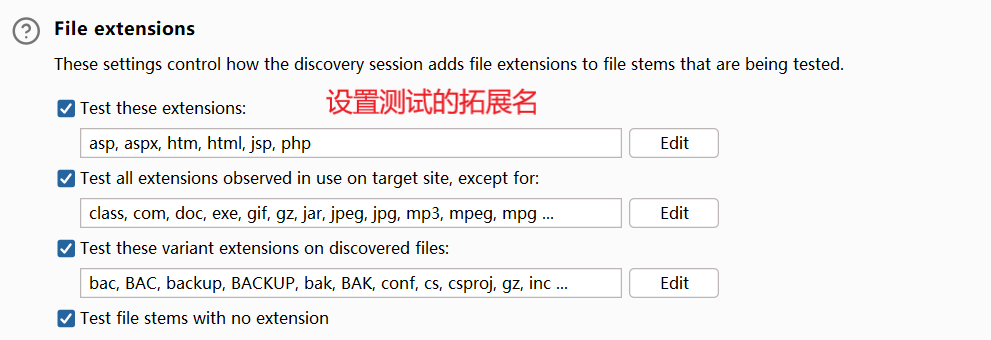 File extensions
These settings control how the discovery session adds file extensions to file stems that are being tested.
Test these extensions: 设置测试的拓展名
asp, aspx, htm, html, jsp, php Edit
Test all extensions observed in use on target site, except for:
class, com, doc, exe, gif, gz, jar, jpeg, jpg, mp3, mpeg, mpg ... Edit
Test these variant extensions on discovered files:
bac, BAC, backup, BACKUP, bak, BAK, conf, cs, csproj, gz, inc ... Edit
Test file stems with no extension